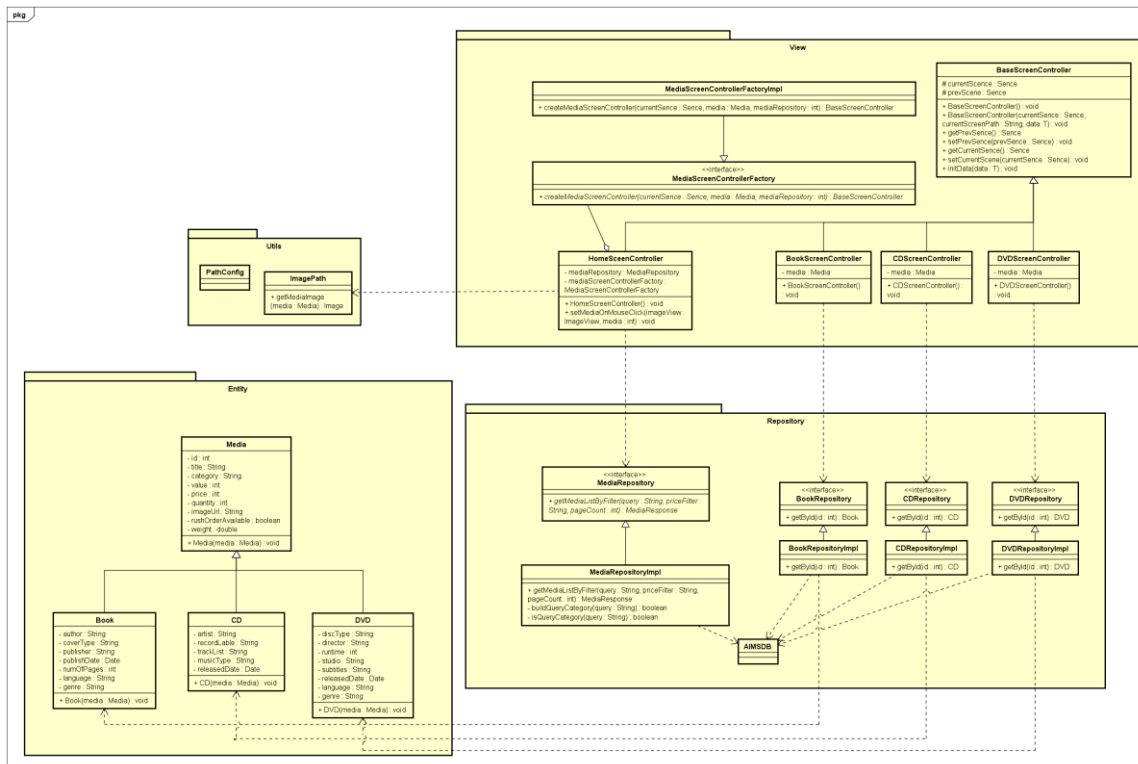 pkg
View
MediaScreenControllerFactoryImpl
+ createMediaScreenController(currentSence : Sence, media : Media, mediaRepository : int) : BaseScreenController
<<interface>>
MediaScreenControllerFactory
+ createMediaScreenController(currentSence : Sence, media : Media, mediaRepository : int) : BaseScreenController
BaseScreenController
# currentScence : Sence
# prevScene : Sence
+ BaseScreenController() : void
+ BaseScreenController(currentSence : Sence,
currentScreenPath : String, data : T) : void
+ getPrevSence() : Sence
+ setPrevSence(prevSence : Sence) : void
+ getCurrentSence() : Sence
+ setCurrentScene(currentSence : Sence) : void
+ initData(data : T) : void
HomeSceenController
- mediaRepository : MediaRepository
- mediaScreenControllerFactory :
MediaScreenControllerFactory
+ HomeScreenController() : void
+ setMediaOnMouseClick(imageView :
ImageView, media : int) : void
BookScreenController
- media : Media
+ BookScreenController() :
void
CDScreenController
- media : Media
+ CDScreenController() :
void
DVDScreenController
- media : Media
+ DVDScreenController() :
void
Utils
PathConfig
ImagePath
+ getMediaImage
(media : Media) : Image
Entity
Media
- id : int
- title : String
- category : String
- value : int
- price : int
- quantity : int
- imageUrl : String
- rushOrderAvailable : boolean
- weight : double
+ Media(media : Media) : void
Book
- author : String
- coverType : String
- publisher : String
- publishDate : Date
- numOfPages : int
- language : String
- genre : String
+ Book(media : Media) : void
CD
- artist : String
- recordLable : String
- trackList : String
- musicType : String
- releasedDate : Date
+ CD(media : Media) : void
DVD
- discType : String
- director : String
- runtime : int
- studio : String
- subtitles : String
- releasedDate : Date
- language : String
- genre : String
+ DVD(media : Media) : void
Repository
<<interface>>
MediaRepository
+ getMediaListByFilter(query : String, priceFilter :
String, pageCount : int) : MediaResponse
MediaRepositoryImpl
+ getMediaListByFilter(query : String, priceFilter : String,
pageCount : int) : MediaResponse
- buildQueryCategory(query : String) : boolean
- isQueryCategory(query : String) : boolean
<<interface>>
BookRepository
+ getById(id : int) : Book
BookRepositoryImpl
+ getById(id : int) : Book
<<interface>>
CDRepository
+ getById(id : int) : CD
CDRepositoryImpl
+ getById(id : int) : CD
<<interface>>
DVDRepository
+ getById(id : int) : DVD
DVDRepositoryImpl
+ getById(id : int) : DVD
AIMSDB